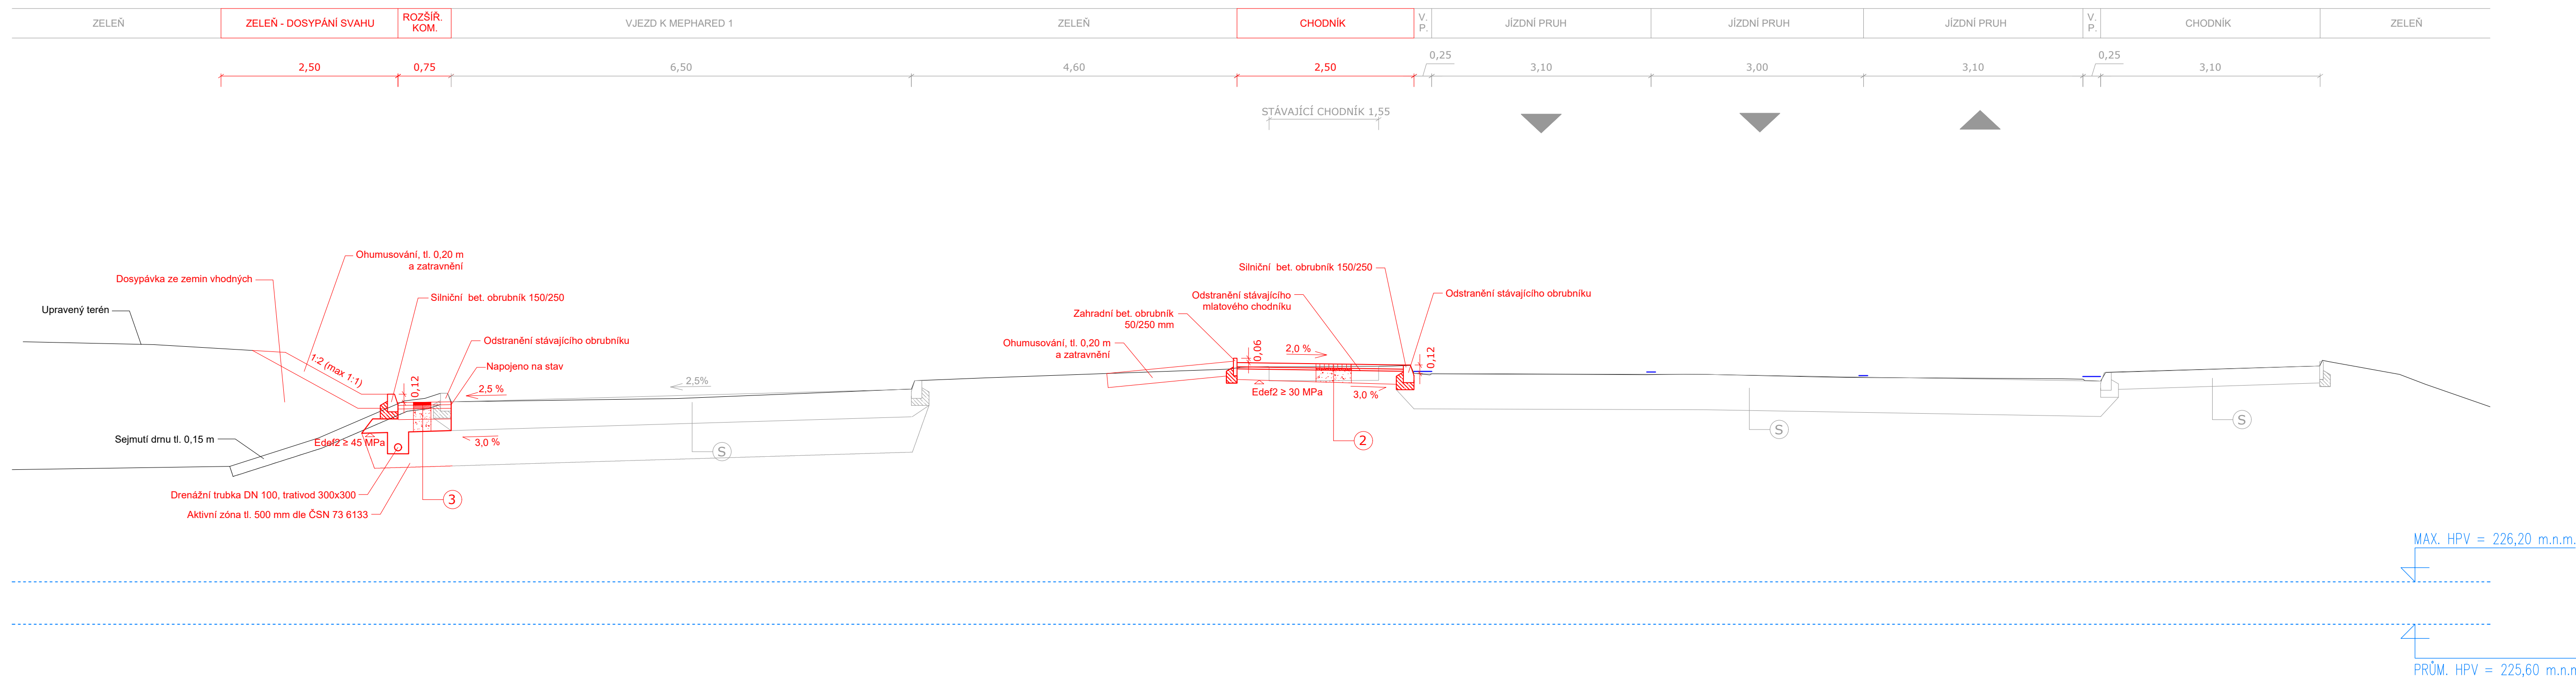 ZELEŇ
ZELEŇ - DOSYPÁNÍ SVAHU
ROZŠÍŘ.
KOM.
VJEZD K MEPHARED 1
ZELEŇ
CHODNÍK
V.
P.
JÍZDNÍ PRUH
JÍZDNÍ PRUH
JÍZDNÍ PRUH
V.
P.
CHODNÍK
ZELEŇ
2,50
0,75
6,50
4,60
2,50
0,25
3,10
3,00
3,10
0,25
3,10
STÁVAJÍCÍ CHODNÍK 1,55
Ohumusování, tl. 0,20 m
a zatravnění
Dosypávka ze zemin vhodných
Silniční bet. obrubník 150/250
Upravený terén
Odstranění stávajícího obrubníku
Napojeno na stav
1:2 (max 1:1)
0,12
2,5 %
2,5%
Sejmutí drnu tl. 0,15 m
Edef2 ≥ 45 MPa
3,0 %
S
Drenážní trubka DN 100, trativod 300x300
3
Aktivní zóna tl. 500 mm dle ČSN 73 6133
Silniční bet. obrubník 150/250
Odstranění stávajícího
mlatového chodníku
Odstranění stávajícího obrubníku
Zahradní bet. obrubník
50/250 mm
Ohumusování, tl. 0,20 m
a zatravnění
0,06
2,0 %
0,12
Edef2 ≥ 30 MPa
3,0 %
2
S
S
MAX. HPV = 226,20 m.n.m.
PRŮM. HPV = 225,60 m.n.m